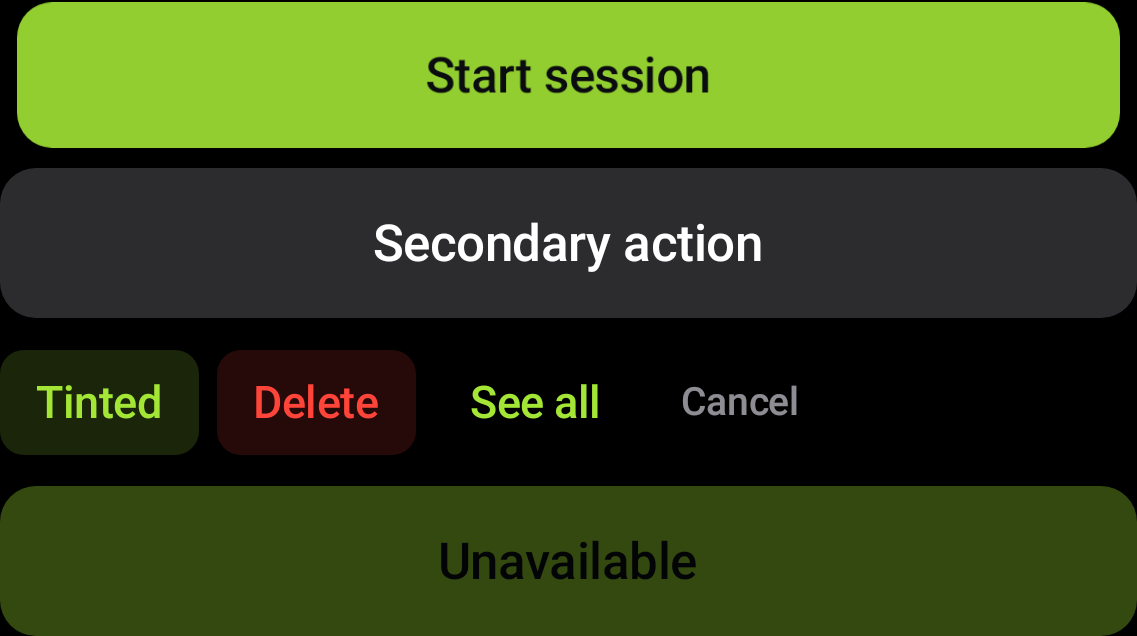 Start session
Secondary action
Tinted Delete See all Cancel
Unavailable